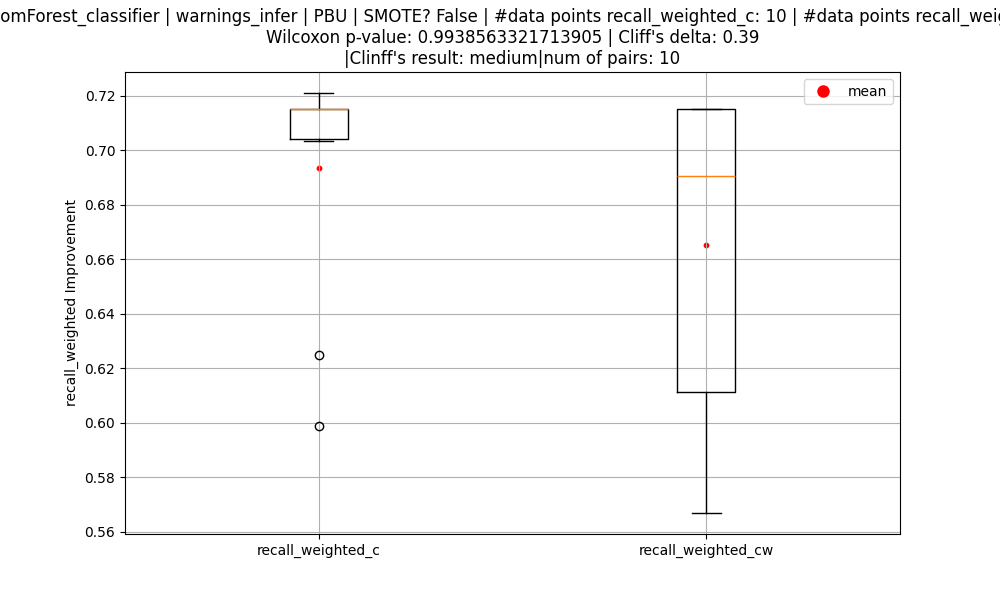 omForest_classifier | warnings_infer | PBU | SMOTE? False | #data points recall_weighted_c: 10 | #data points recall_wei
Wilcoxon p-value: 0.9938563321713905 | Cliff's delta: 0.39
|Clinff's result: medium|num of pairs: 10
mean
0.72
0.70
0.68
0.66
0.64
0.62
0.60
0.58
0.56
recall_weighted Improvement
recall_weighted_c
recall_weighted_cw